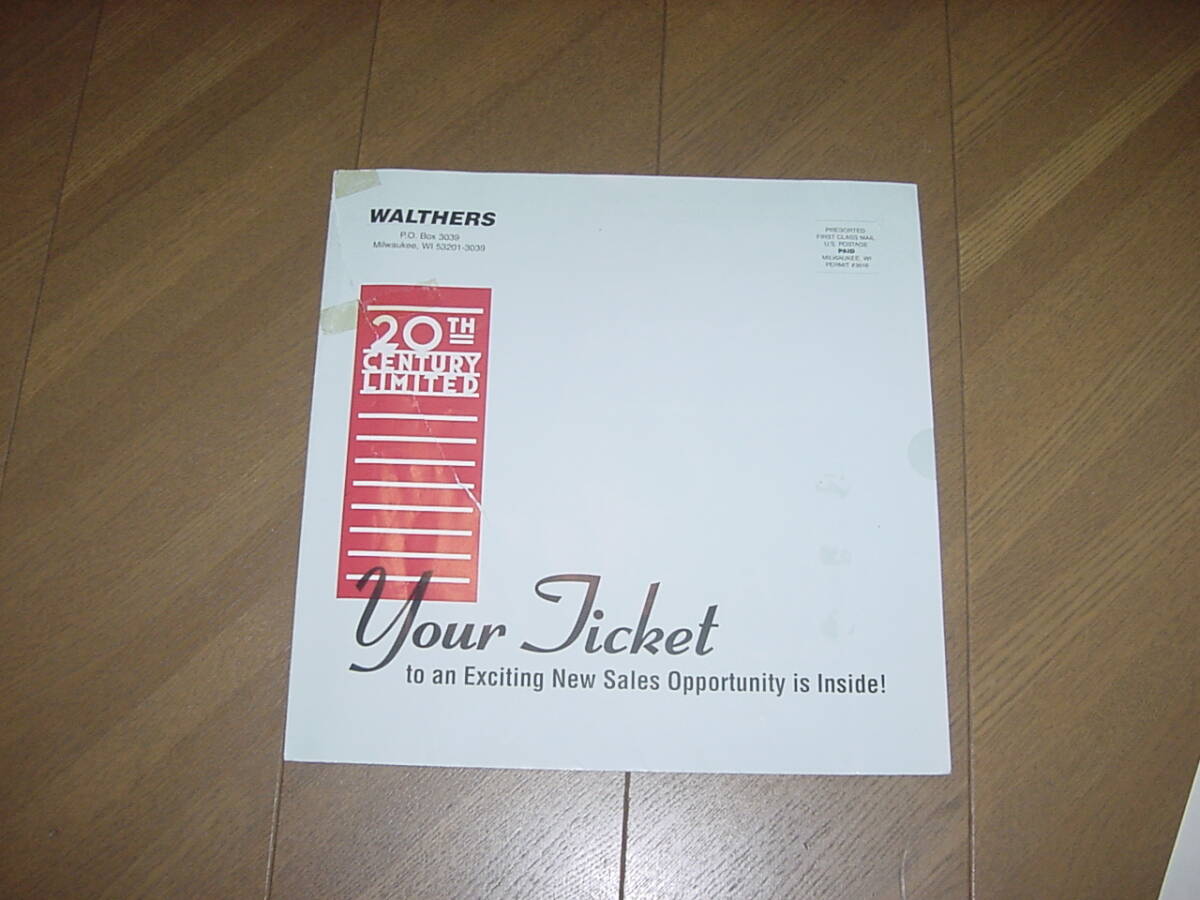 WALTHERS
P.O. Box 3039
Milwaukee, WI 53201-3039
PRESORTED
FIRST CLASS MAIL
U.S. POSTAGE
PAID
MILWAUKEE, WI
20TH
CENTURY
LIMITED
Your Ticket
to an Exciting New Sales Opportunity is Inside!